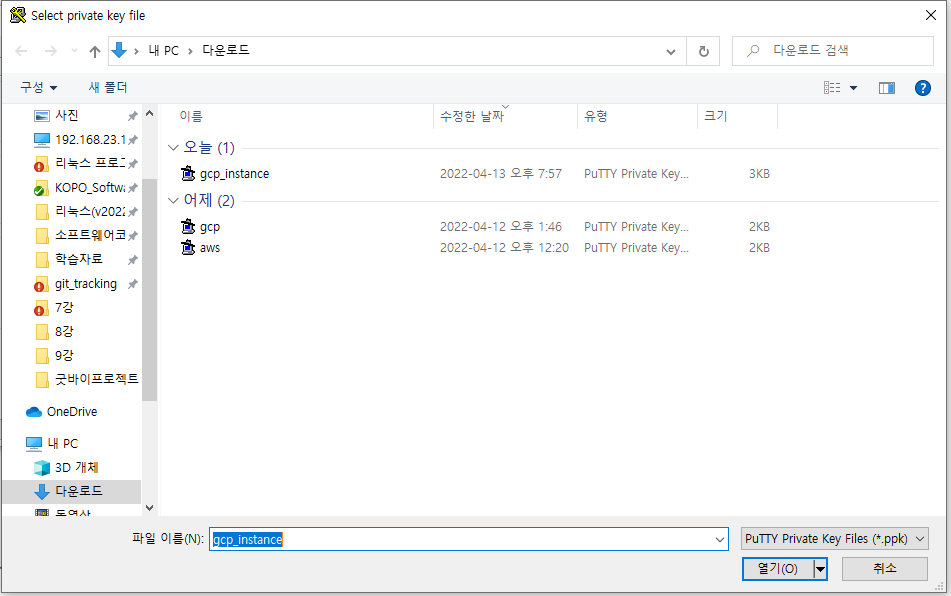 Select private key file
내 PC > 다운로드
다운로드 검색
구성 새 폴더
이름 수정한 날짜 유형 크기
오늘 (1)
gcp_instance 2022-04-13 오후 7:57 PuTTY Private Key... 3KB
어제 (2)
gcp 2022-04-12 오후 1:46 PuTTY Private Key... 2KB
aws 2022-04-12 오후 12:20 PuTTY Private Key... 2KB
사진
192.168.23.1
리눅스 프로그
KOPO_Softwa
리눅스(v2022
소프트웨어코
학습자료
git_tracking
7강
8강
9강
굿바이프로젝트
OneDrive
내 PC
3D 개체
다운로드
동영상
파일 이름(N): gcp_instance
PuTTY Private Key Files (*.ppk)
열기(O) 취소